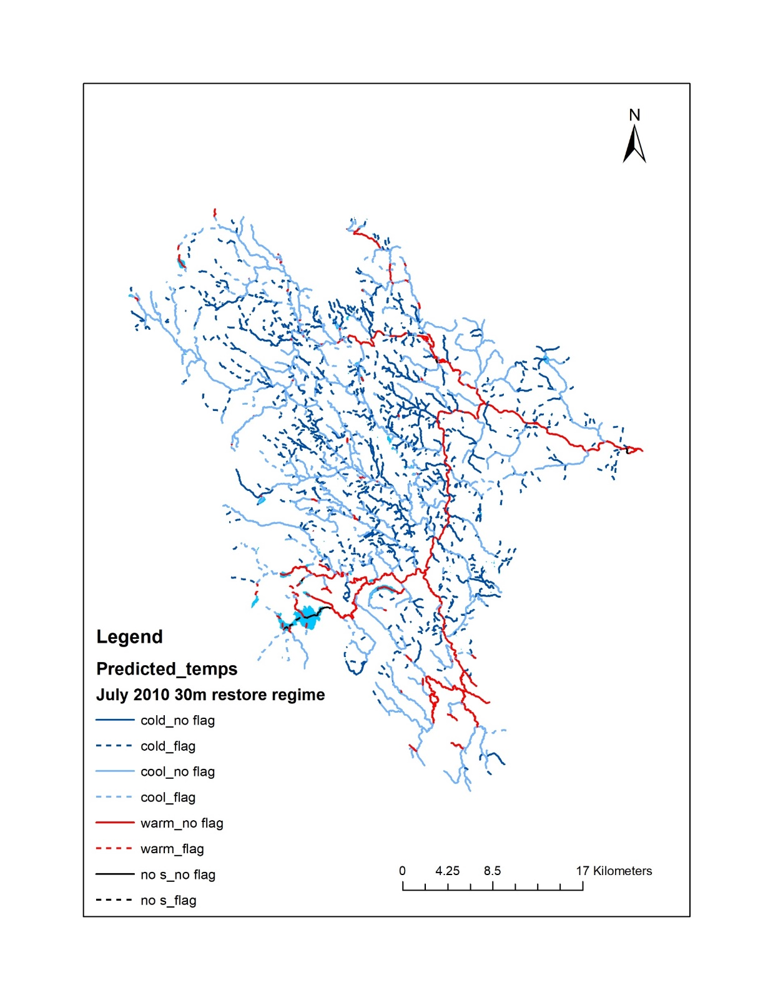 N
Legend
Predicted_temps
July 2010 30m restore regime
cold_no flag
cold_flag
cool_no flag
cool_flag
warm_no flag
warm_flag
no s_no flag
no s_flag
0 4.25 8.5 17 Kilometers